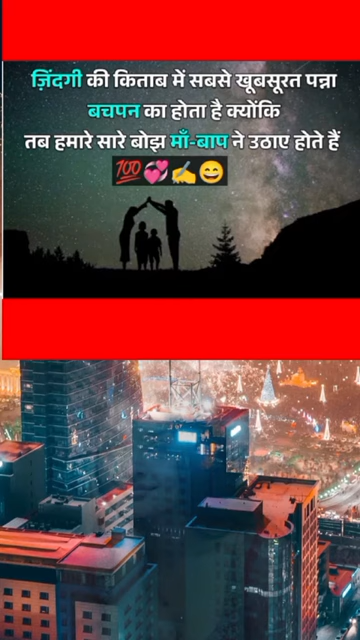 ज़िंदगी की किताब में सबसे खूबसूरत पन्ना
बचपन का होता है क्योंकि
तब हमारे सारे बोझ माँ-बाप ने उठाए होते हैं
💯💞✍️😄